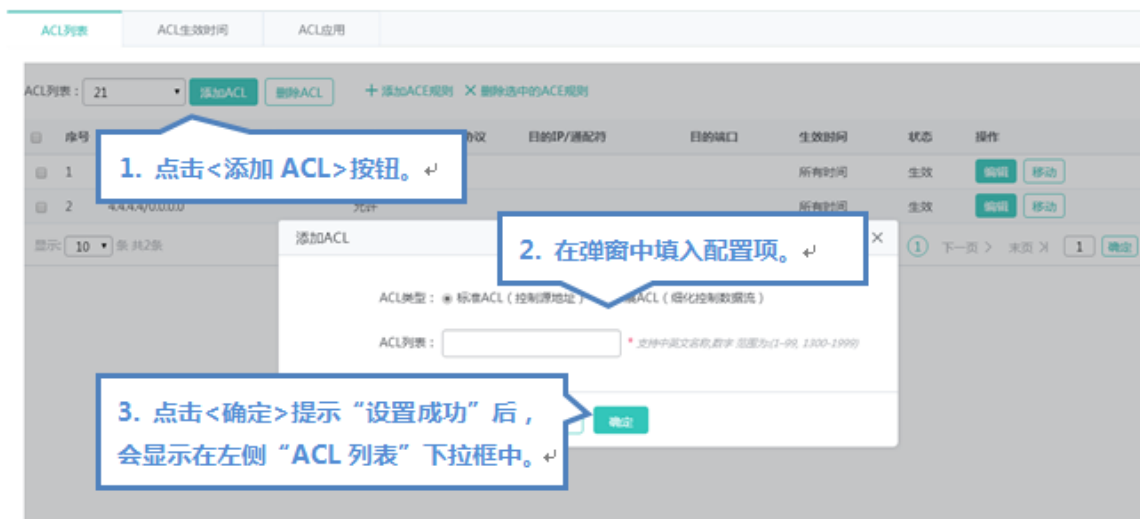 ACL列表 ACL生效时间 ACL应用
ACL列表： 21 添加ACL 删除ACL 添加ACE规则 删除选中的ACE规则
序号 协议 目的IP/通配符 目的端口 生效时间 状态 操作
1. 点击<添加 ACL>按钮。
1 所有时间 生效 编辑 移动
2 4.4.4.4/0.0.0.0 允许 所有时间 生效 编辑 移动
显示： 10 条 共2条 1 下一页 末页 1 确定
添加ACL
2. 在弹窗中填入配置项。
ACL类型： 标准ACL（控制源地址） 展ACL（细化控制数据流）
ACL列表： * 支持中英文名称,数字 范围为:(1-99, 1300-1999)
3. 点击<确定>提示“设置成功”后，
会显示在左侧“ACL 列表”下拉框中。
确定